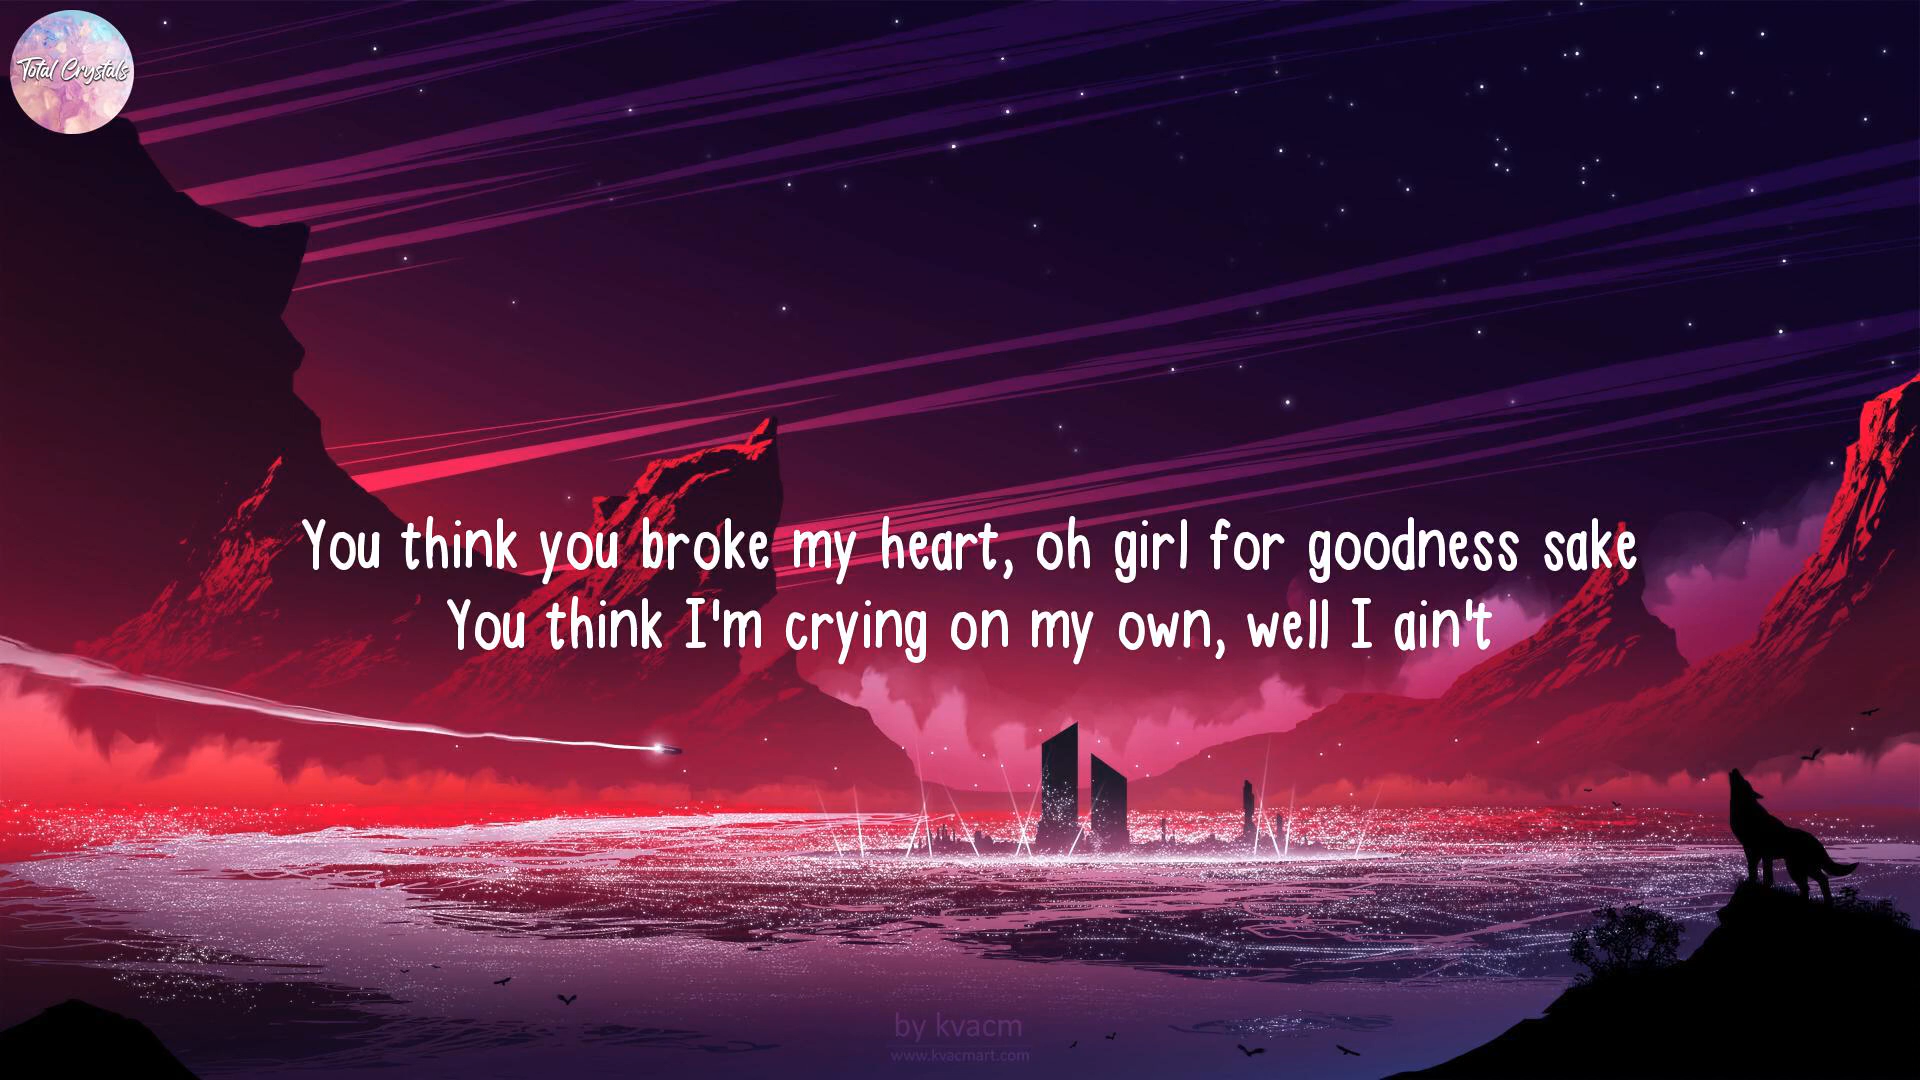 Total Crystals
You think you broke my heart, oh girl for goodness sake
You think I'm crying on my own, well I ain't
by kvacm
www.kvacmart.com